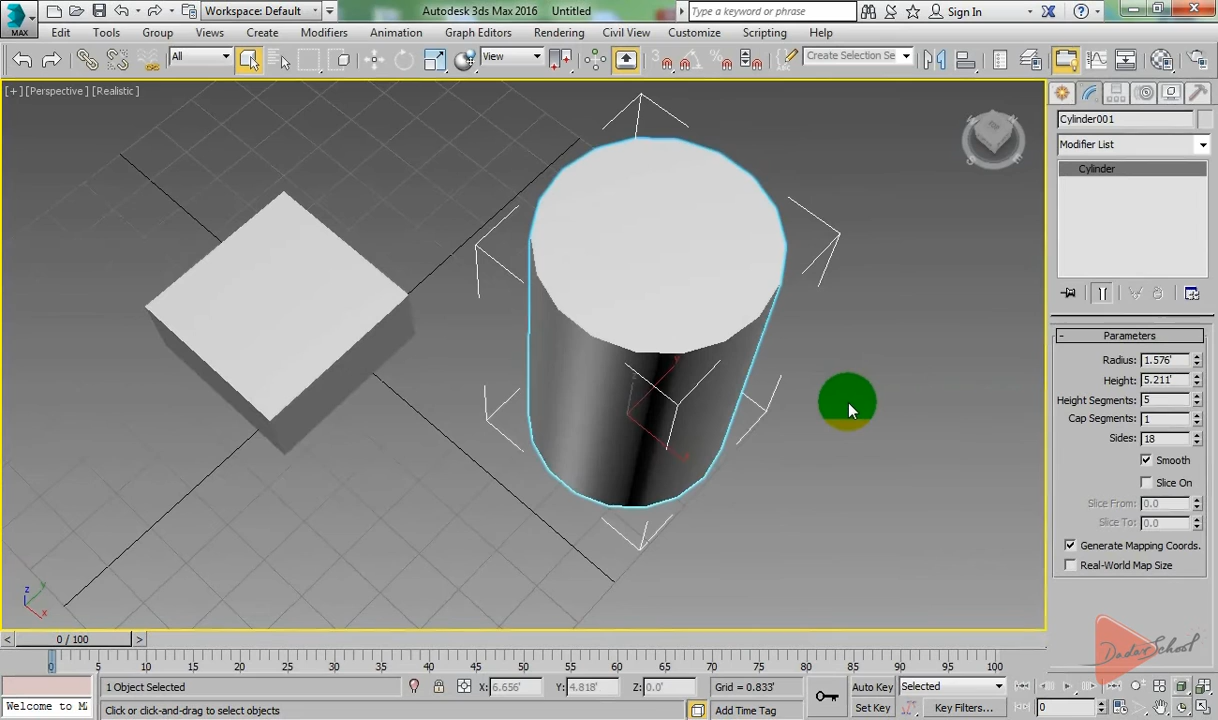 Workspace: Default
Autodesk 3ds Max 2016 Untitled
Type a keyword or phrase
Sign In
MAX
Edit Tools Group Views Create Modifiers Animation Graph Editors Rendering Civil View Customize Scripting Help
All
View
Create Selection Se
[+] [Perspective] [Realistic]
Cylinder001
Modifier List
Cylinder
- Parameters
Radius: 1.576'
Height: 5.211'
Height Segments: 5
Cap Segments: 1
Sides: 18
Smooth
Slice On
Slice From: 0.0
Slice To: 0.0
Generate Mapping Coords.
Real-World Map Size
DadarSchool
z
y
x
< 0 / 100 >
0 5 10 15 20 25 30 35 40 45 50 55 60 65 70 75 80 85 90 95 100
1 Object Selected
X: 6.656' Y: 4.818' Z: 0.0' Grid = 0.833'
Auto Key
Selected
Welcome to M
Click or click-and-drag to select objects
Add Time Tag
Set Key
Key Filters...
0